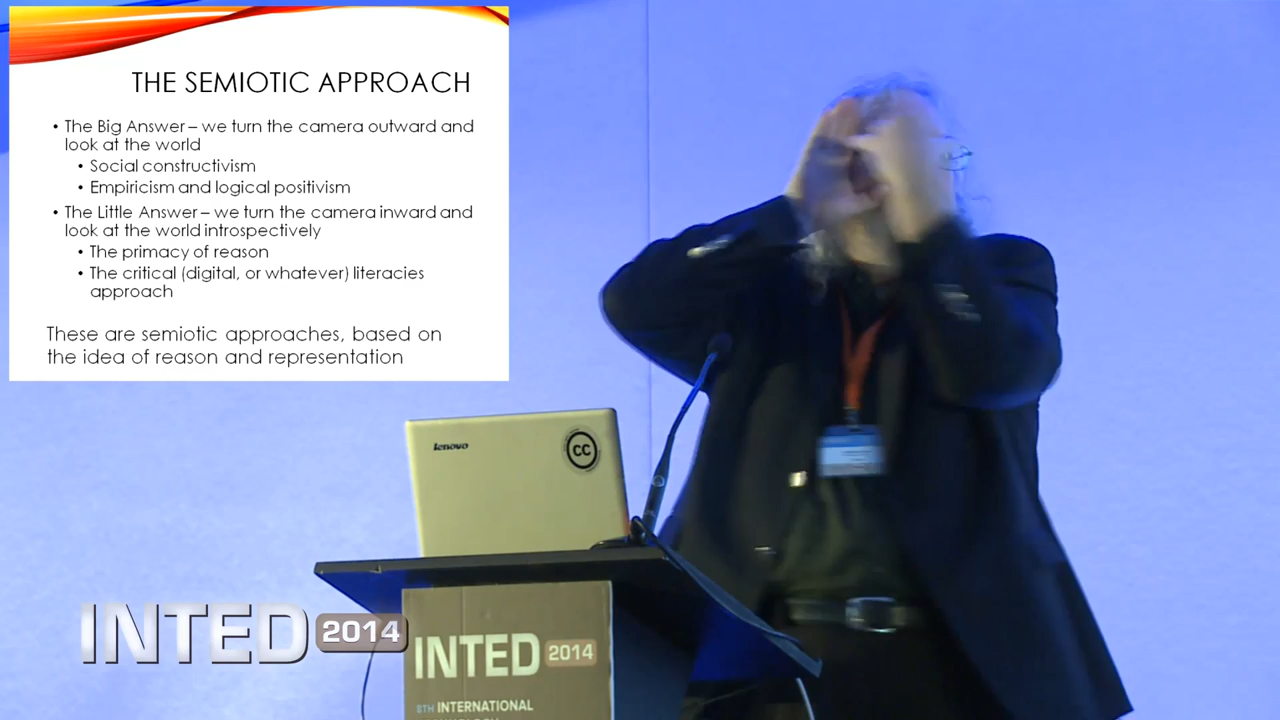 THE SEMIOTIC APPROACH
• The Big Answer – we turn the camera outward and
look at the world
• Social constructivism
• Empiricism and logical positivism
• The Little Answer – we turn the camera inward and
look at the world introspectively
• The primacy of reason
• The critical (digital, or whatever) literacies
approach
These are semiotic approaches, based on
the idea of reason and representation
lenovo
CC
INTED 2014
INTED 2014
8TH INTERNATIONAL